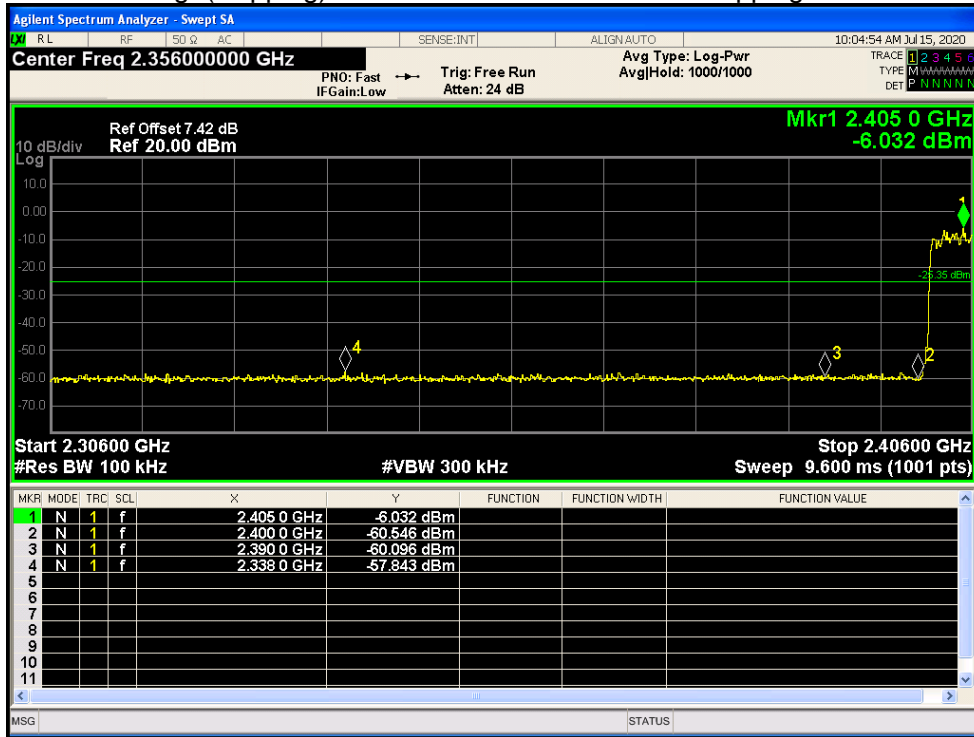 Agilent Spectrum Analyzer - Swept SA
LXI RL RF 50 Ω AC SENSE:INT ALIGN AUTO 10:04:54 AM Jul 15, 2020
Center Freq 2.356000000 GHz Avg Type: Log-Pwr TRACE 1 2 3 4 5 6
PNO: Fast Trig: Free Run Avg|Hold: 1000/1000 TYPE M
IFGain:Low Atten: 24 dB DET P N N N N N
Mkr1 2.405 0 GHz
-6.032 dBm
Ref Offset 7.42 dB
10 dB/div Ref 20.00 dBm
Log
10.0
0.00
1
-10.0
-20.0
-25.35 dBm
-30.0
-40.0
-50.0
4 3 2
-60.0
-70.0
Start 2.30600 GHz Stop 2.40600 GHz
#Res BW 100 kHz #VBW 300 kHz Sweep 9.600 ms (1001 pts)
MKR MODE TRC SCL X Y FUNCTION FUNCTION WIDTH FUNCTION VALUE
1 N 1 f 2.405 0 GHz -6.032 dBm
2 N 1 f 2.400 0 GHz -60.546 dBm
3 N 1 f 2.390 0 GHz -60.096 dBm
4 N 1 f 2.338 0 GHz -57.843 dBm
5
6
7
8
9
10
11
MSG STATUS